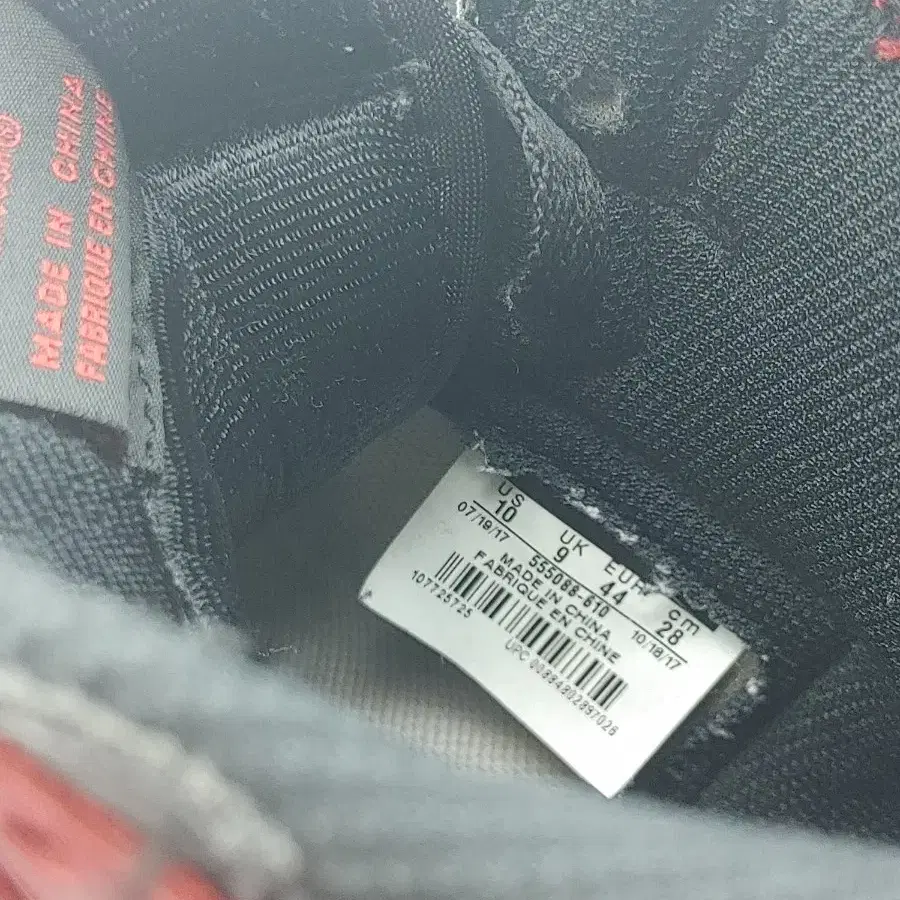 MADE IN CHINA
FABRIQUE EN CHINE
US UK EUR cm
10 9 44 28
07/19/17 555088-610 10/18/17
MADE IN CHINA
FABRIQUE EN CHINE
107725725